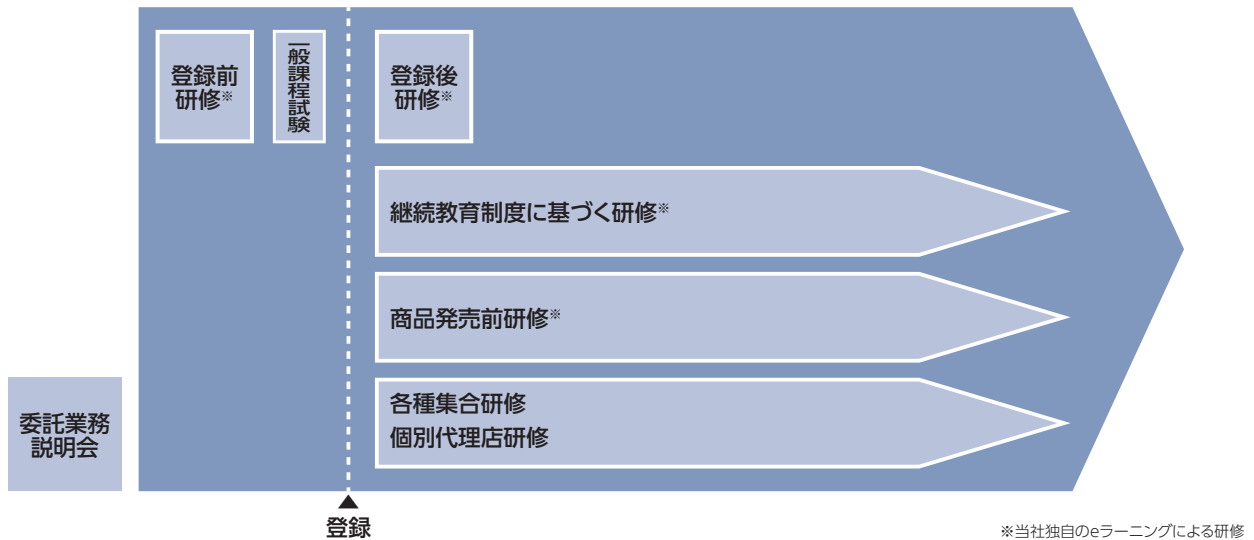 登録前
研修※
一般課程試験
登録後
研修※
継続教育制度に基づく研修※
商品発売前研修※
各種集合研修
個別代理店研修
委託業務
説明会
登録
※当社独自のeラーニングによる研修